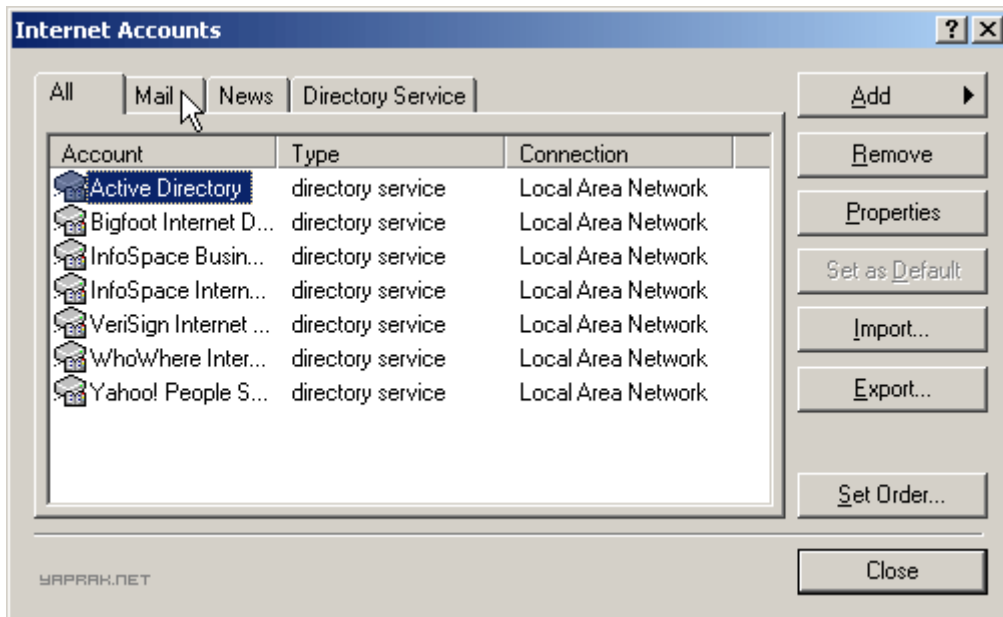 Internet Accounts
All Mail News Directory Service
Account Type Connection
Active Directory directory service Local Area Network
Bigfoot Internet D... directory service Local Area Network
InfoSpace Busin... directory service Local Area Network
InfoSpace Intern... directory service Local Area Network
VeriSign Internet ... directory service Local Area Network
WhoWhere Inter... directory service Local Area Network
Yahoo! People S... directory service Local Area Network
Add
Remove
Properties
Set as Default
Import...
Export...
Set Order...
Close
YAPRAK.NET